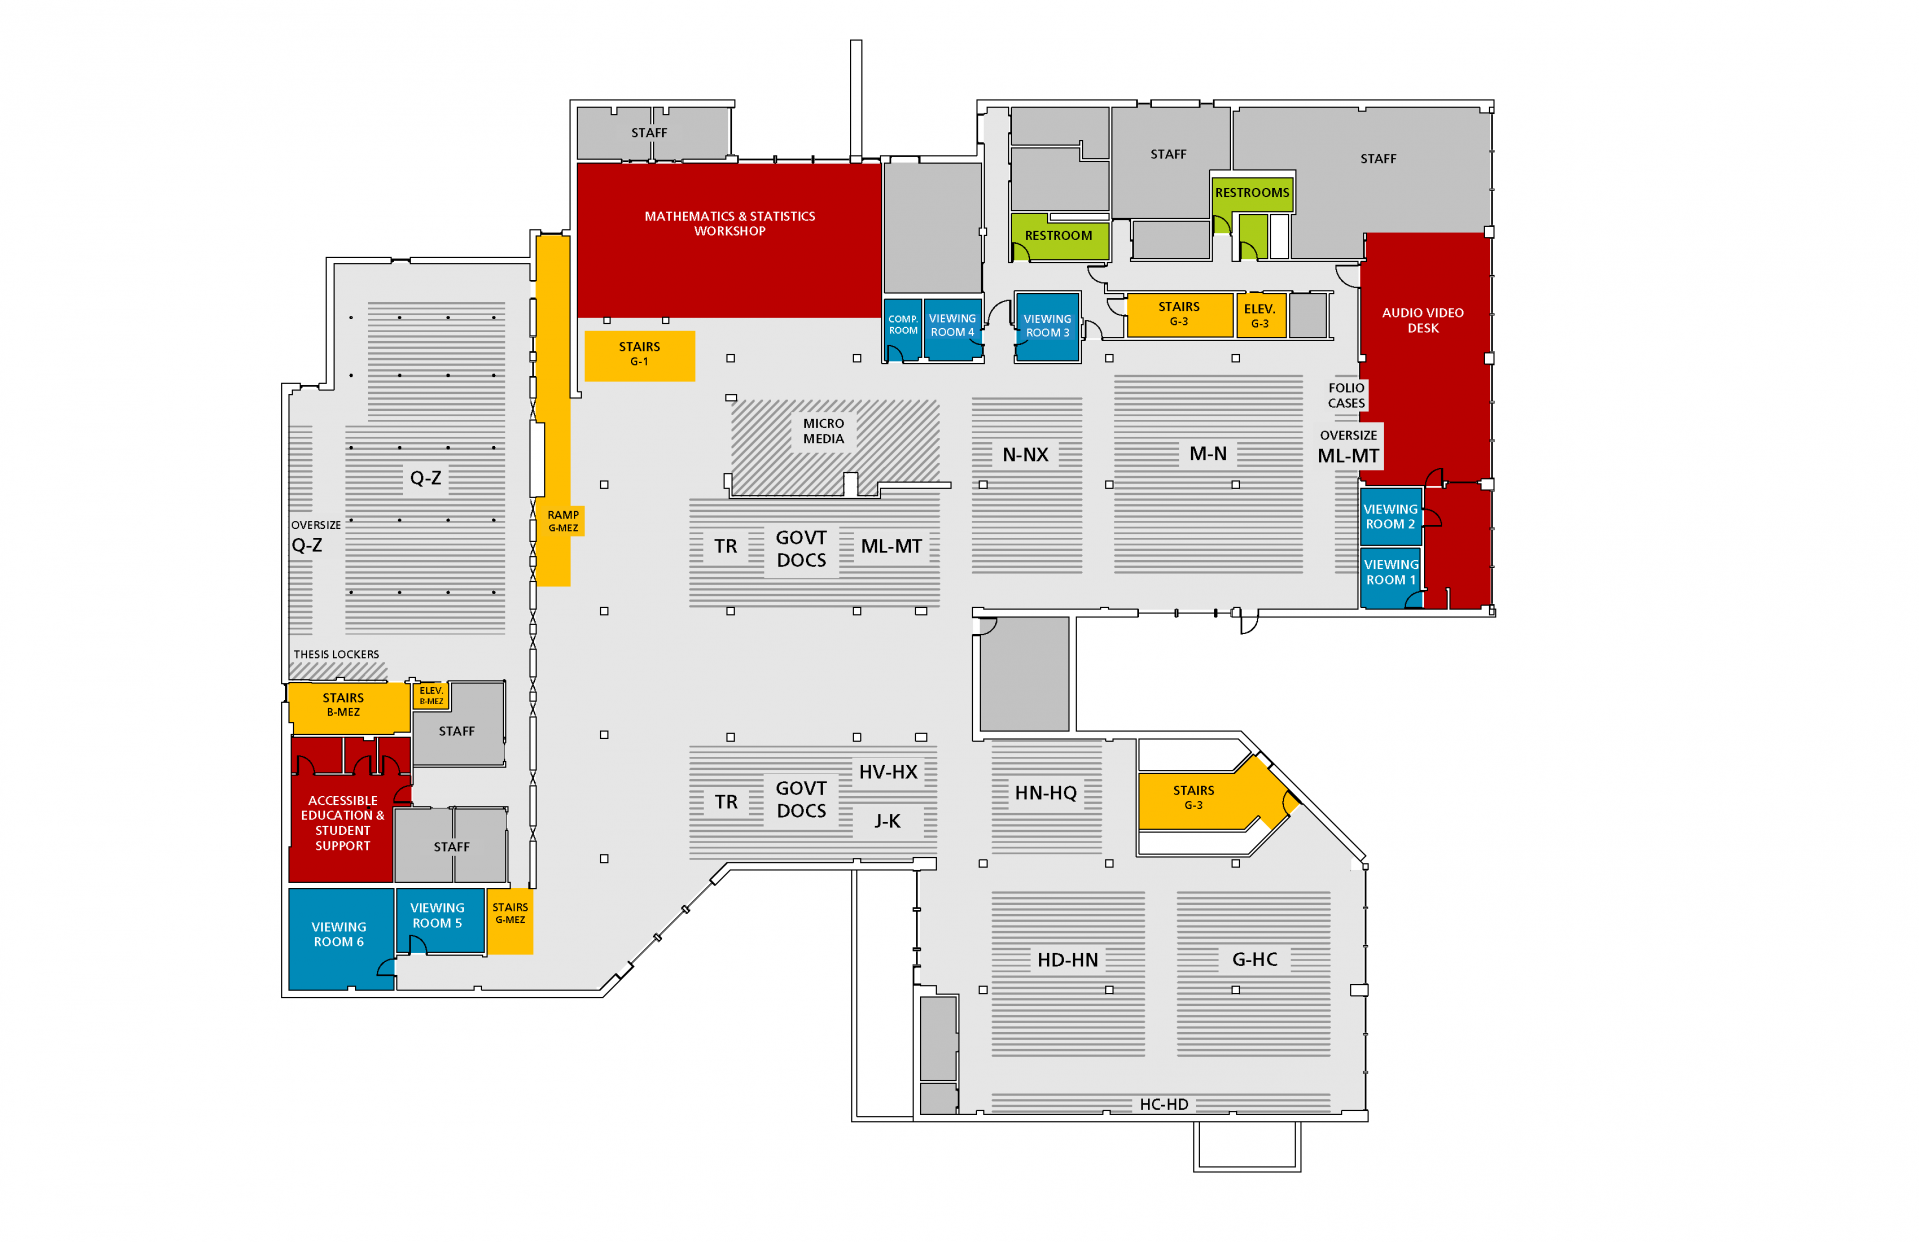 STAFF
STAFF
STAFF
MATHEMATICS & STATISTICS
WORKSHOP
RESTROOMS
RESTROOM
COMP.
ROOM
VIEWING
ROOM 4
VIEWING
ROOM 3
STAIRS
G-3
ELEV.
G-3
AUDIO VIDEO
DESK
STAIRS
G-1
FOLIO
CASES
MICRO
MEDIA
N-NX
M-N
OVERSIZE
ML-MT
Q-Z
OVERSIZE
Q-Z
RAMP
G-MEZ
TR
GOVT
DOCS
ML-MT
VIEWING
ROOM 2
VIEWING
ROOM 1
THESIS LOCKERS
STAIRS
B-MEZ
ELEV.
B-MEZ
STAFF
ACCESSIBLE
EDUCATION &
STUDENT
SUPPORT
STAFF
TR
GOVT
DOCS
HV-HX
J-K
HN-HQ
STAIRS
G-3
VIEWING
ROOM 6
VIEWING
ROOM 5
STAIRS
G-MEZ
HD-HN
G-HC
HC-HD